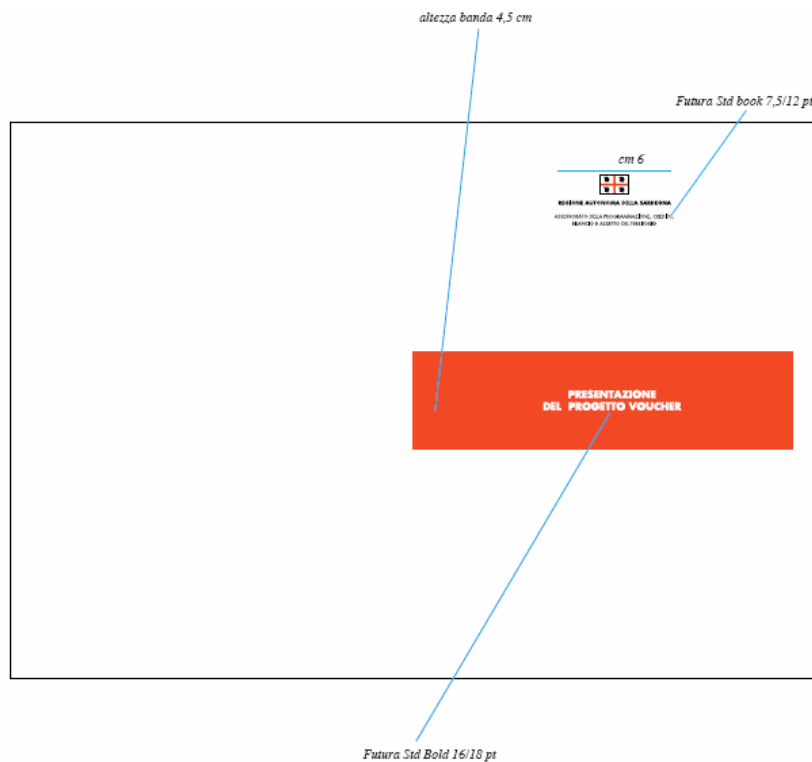 altezza banda 4,5 cm
Futura Std book 7,5/12 pt
cm 6
REGIONE AUTONOMA DELLA SARDEGNA
ASSESSORATO DELLA PROGRAMMAZIONE, CREDITO,
BILANCIO E ASSETTO DEL TERRITORIO
PRESENTAZIONE
DEL PROGETTO VOUCHER
Futura Std Bold 16/18 pt